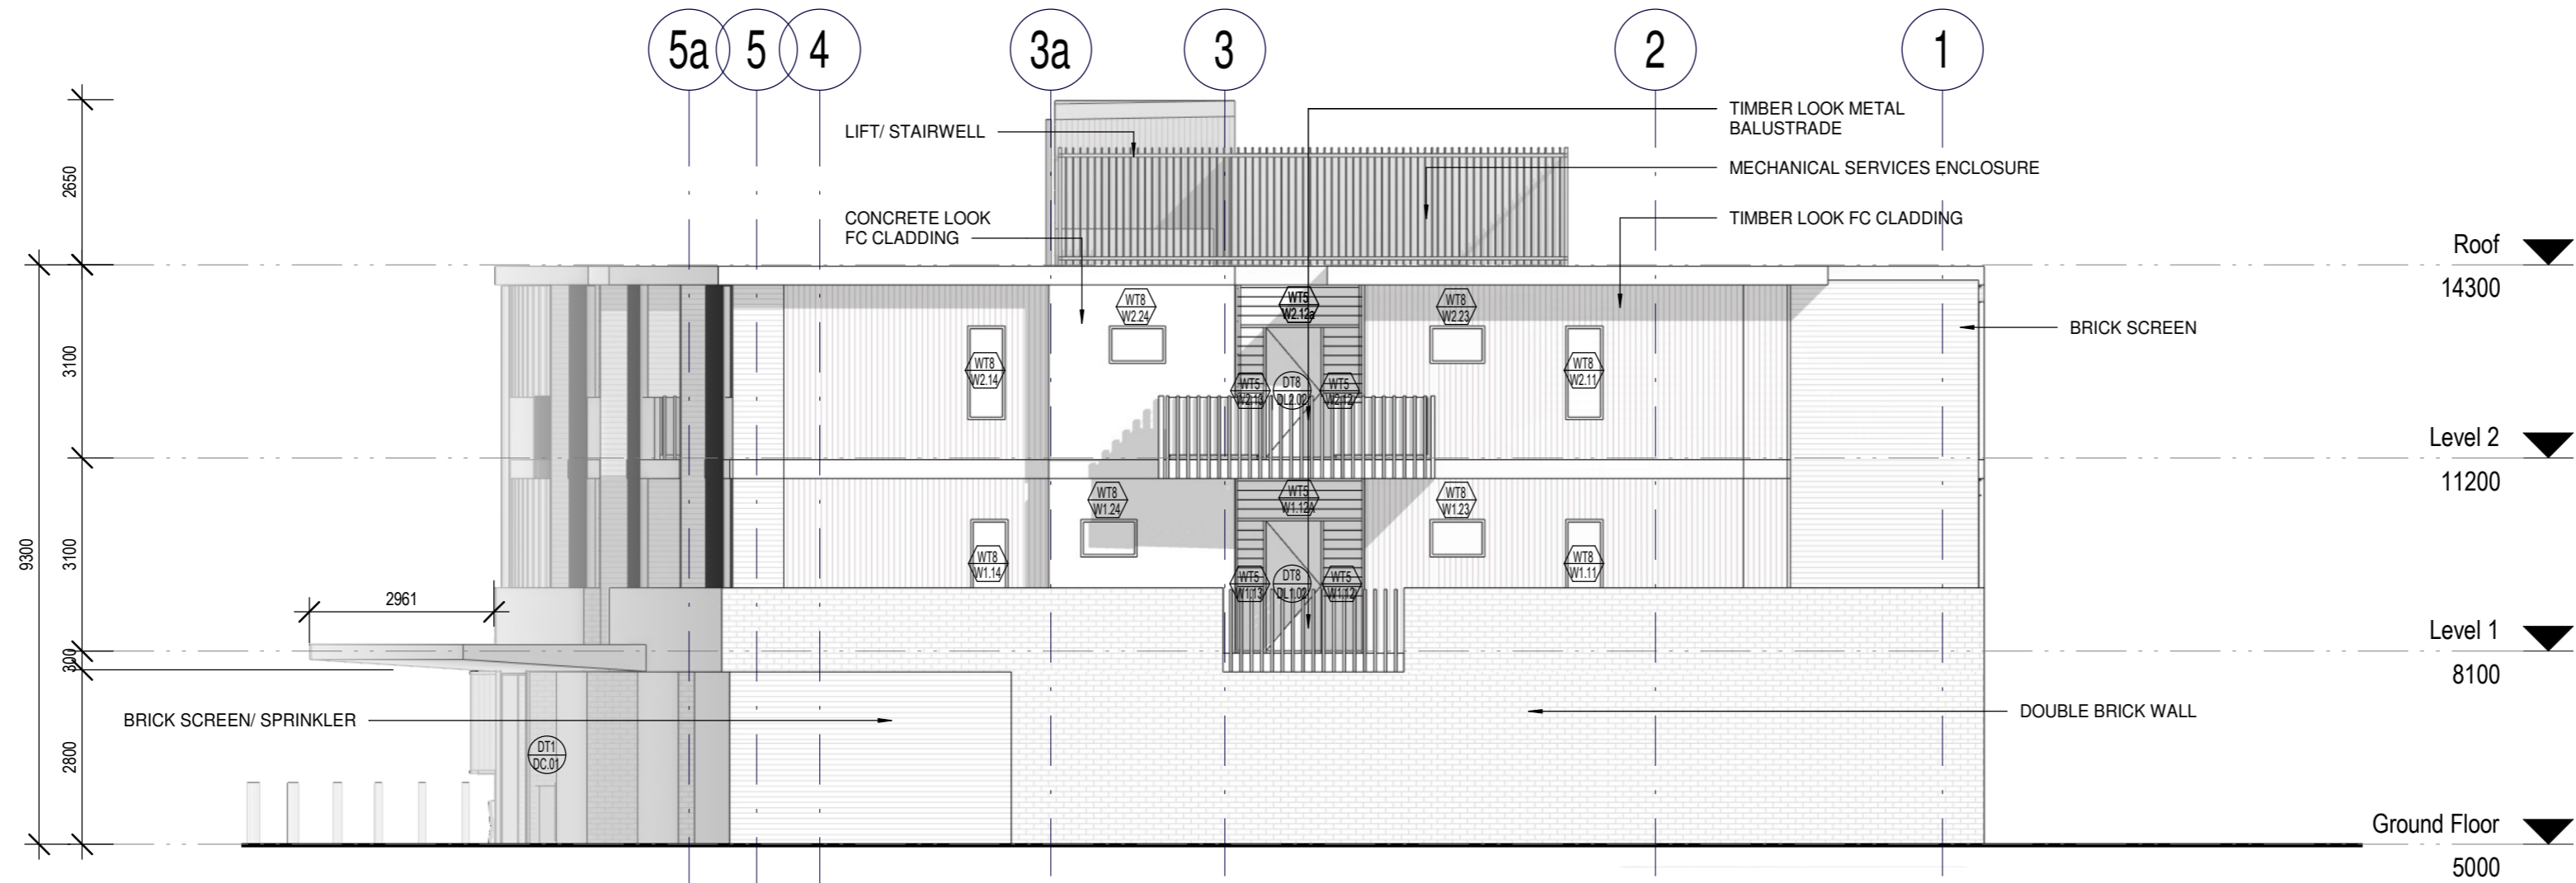 5a
5
4
3a
3
2
1
TIMBER LOOK METAL
BALUSTRADE
LIFT/ STAIRWELL
MECHANICAL SERVICES ENCLOSURE
2650
CONCRETE LOOK
FC CLADDING
TIMBER LOOK FC CLADDING
Roof
14300
WT8
W2.24
WT5
W2.12a
WT8
W2.23
BRICK SCREEN
3100
WT8
W2.14
WT8
W2.11
WT5
W2.13
DT8
DL2.02
WT5
W2.12
Level 2
11200
WT8
W1.24
WT5
W1.12A
WT8
W1.23
9300
3100
WT8
W1.14
WT8
W1.11
WT5
W1.13
DT8
DL1.02
WT5
W1.12
2961
Level 1
8100
300
BRICK SCREEN/ SPRINKLER
DOUBLE BRICK WALL
2800
DT1
DC.01
Ground Floor
5000